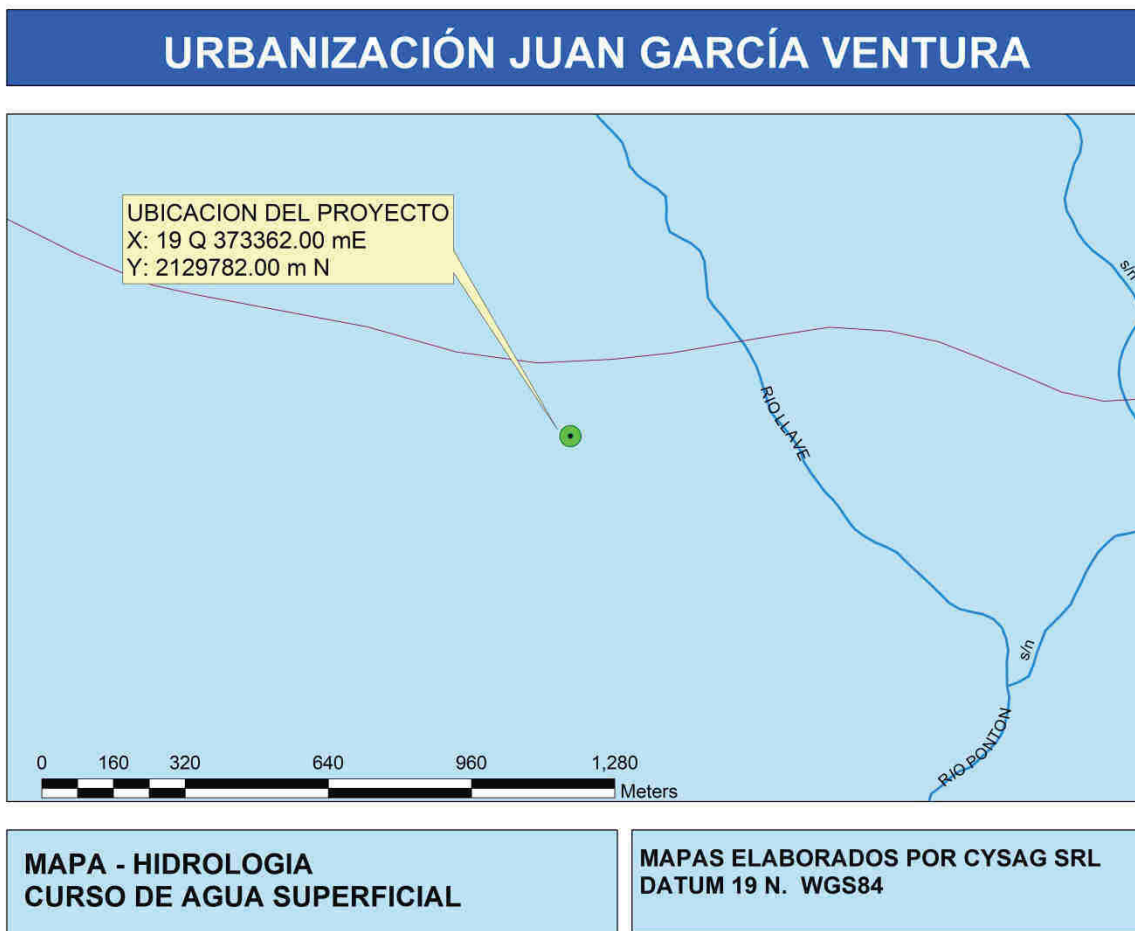 URBANIZACIÓN JUAN GARCÍA VENTURA
UBICACION DEL PROYECTO
X: 19 Q 373362.00 mE
Y: 2129782.00 m N
s/n
RIO LLAVE
s/n
RIO PONTON
0 160 320 640 960 1,280
Meters
MAPA - HIDROLOGIA
CURSO DE AGUA SUPERFICIAL
MAPAS ELABORADOS POR CYSAG SRL
DATUM 19 N. WGS84